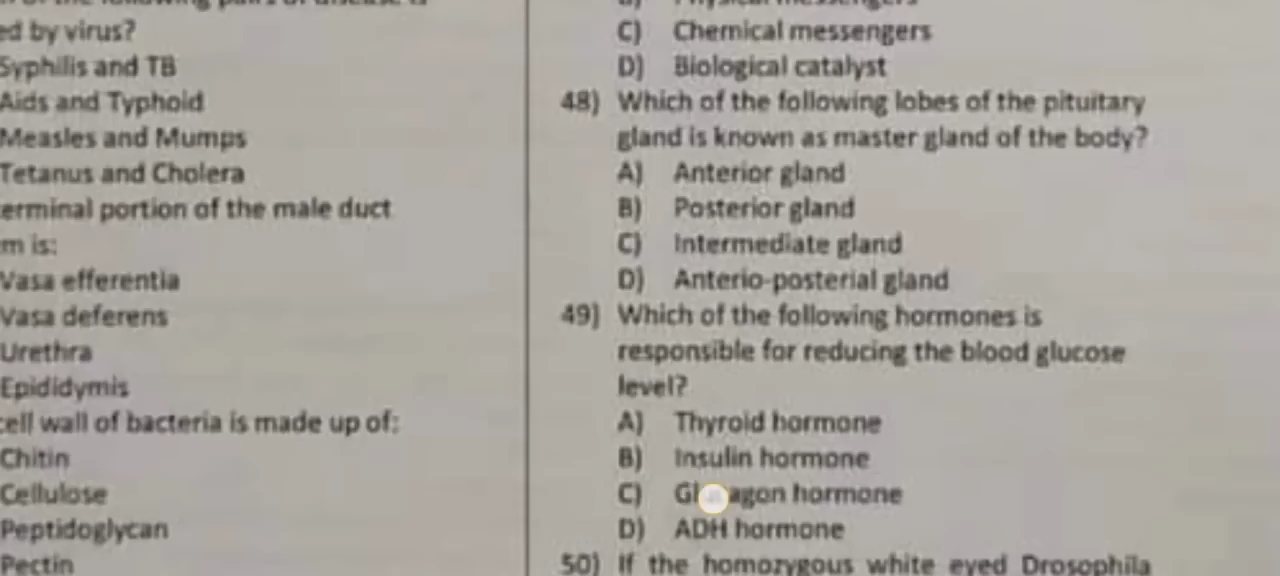 ed by virus?
Syphilis and TB
Aids and Typhoid
Measles and Mumps
Tetanus and Cholera
erminal portion of the male duct
m is:
Vasa efferentia
Vasa deferens
Urethra
Epididymis
cell wall of bacteria is made up of:
Chitin
Cellulose
Peptidoglycan
Pectin
C) Chemical messengers
D) Biological catalyst
48) Which of the following lobes of the pituitary
gland is known as master gland of the body?
A) Anterior gland
B) Posterior gland
C) Intermediate gland
D) Anterio-posterial gland
49) Which of the following hormones is
responsible for reducing the blood glucose
level?
A) Thyroid hormone
B) Insulin hormone
C) hormone
D) ADH hormone
50) If the homozygous white eyed Drosophila